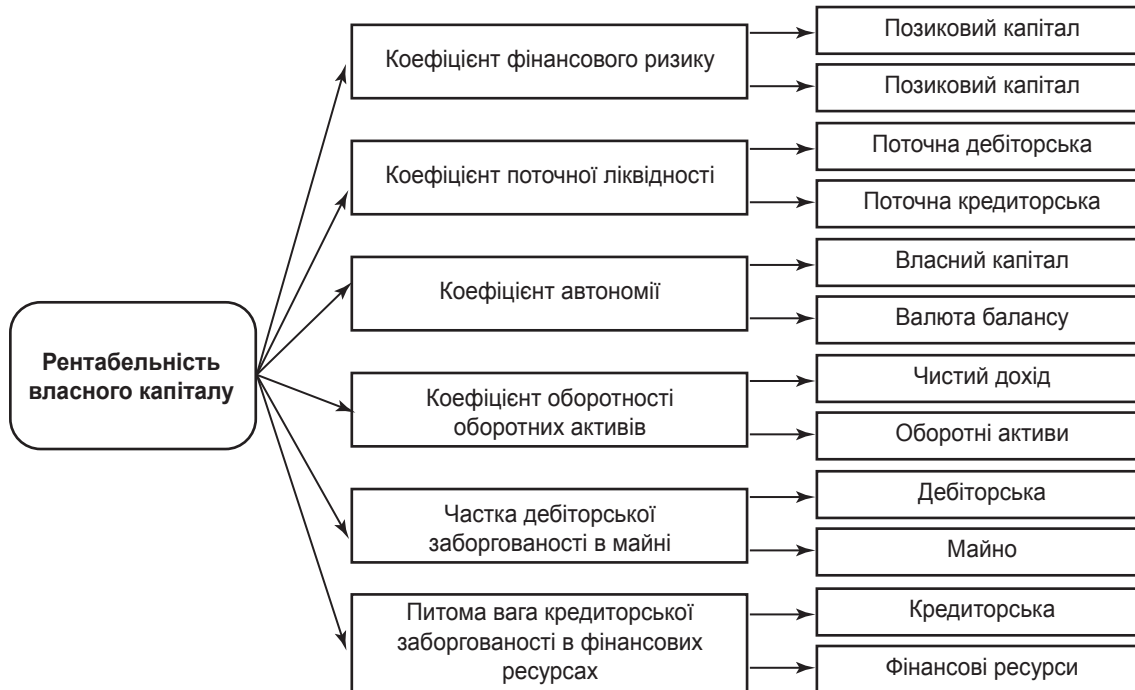 Рентабельність
власного капіталу
Коефіцієнт фінансового ризику
Позиковий капітал
Позиковий капітал
Коефіцієнт поточної ліквідності
Поточна дебіторська
Поточна кредиторська
Коефіцієнт автономії
Власний капітал
Валюта балансу
Коефіцієнт оборотності
оборотних активів
Чистий дохід
Оборотні активи
Частка дебіторської
заборгованості в майні
Дебіторська
Майно
Питома вага кредиторської
заборгованості в фінансових
ресурсах
Кредиторська
Фінансові ресурси